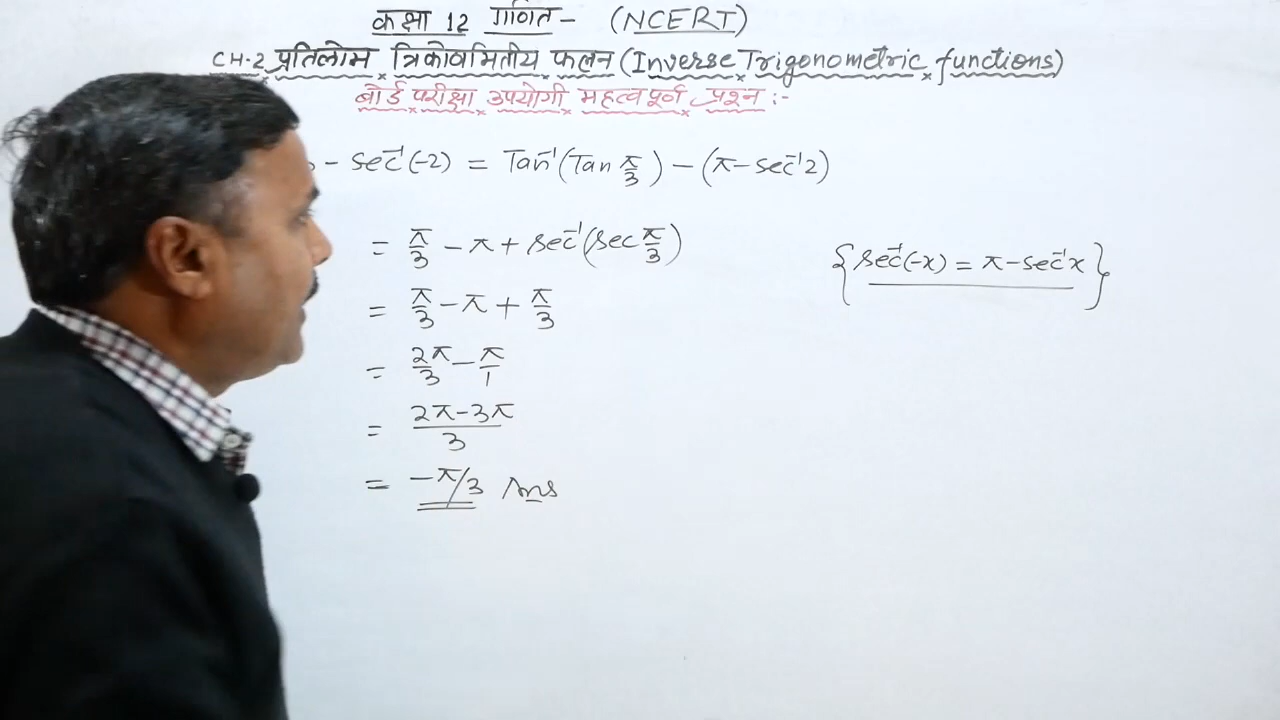 कक्षा 12 गणित - (NCERT)
CH-2 प्रतिलोम त्रिकोणमितीय फलन (Inverse Trigonometric functions)
बोर्ड परीक्षा उपयोगी महत्वपूर्ण प्रश्न :-
- sec⁻¹(-2) = Tan⁻¹(Tan π/3) - (π - sec⁻¹2)
= π/3 - π + sec⁻¹(sec π/3)
{sec⁻¹(-x) = π - sec⁻¹x}
= π/3 - π + π/3
= 2π/3 - π/1
= 2π-3π/3
= -π/3 Ans